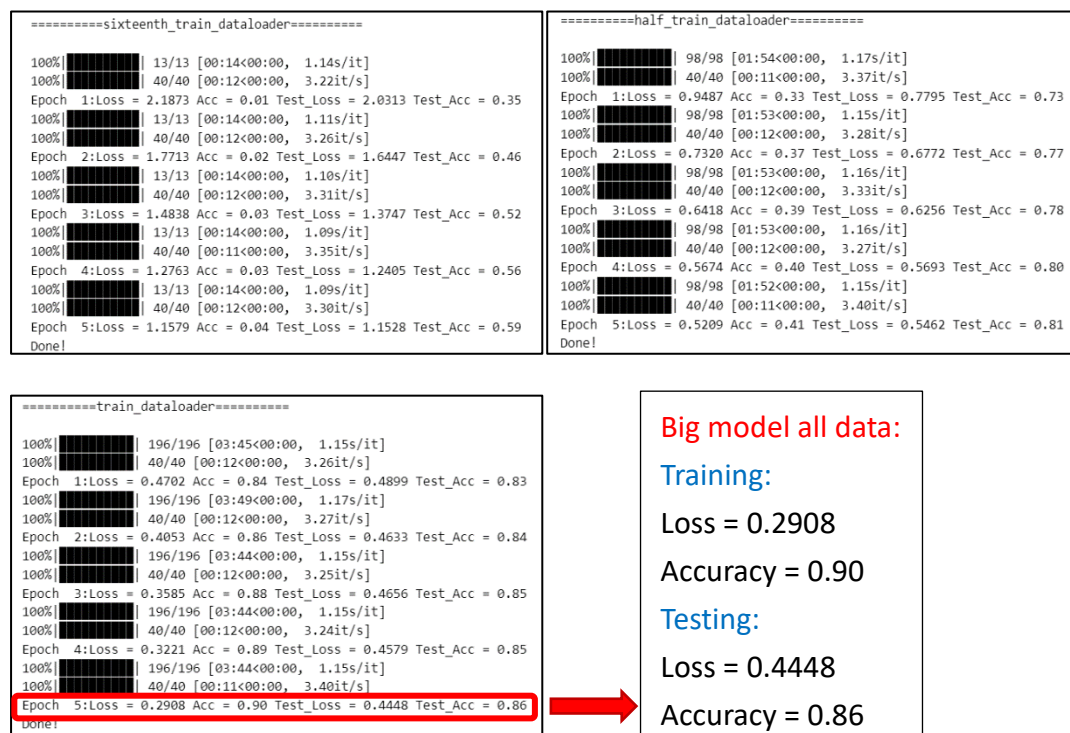 ==========sixteenth_train_dataloader==========
100%|██████████| 13/13 [00:14<00:00, 1.14s/it]
100%|██████████| 40/40 [00:12<00:00, 3.22it/s]
Epoch 1:Loss = 2.1873 Acc = 0.01 Test_Loss = 2.0313 Test_Acc = 0.35
100%|██████████| 13/13 [00:14<00:00, 1.11s/it]
100%|██████████| 40/40 [00:12<00:00, 3.26it/s]
Epoch 2:Loss = 1.7713 Acc = 0.02 Test_Loss = 1.6447 Test_Acc = 0.46
100%|██████████| 13/13 [00:14<00:00, 1.10s/it]
100%|██████████| 40/40 [00:12<00:00, 3.31it/s]
Epoch 3:Loss = 1.4838 Acc = 0.03 Test_Loss = 1.3747 Test_Acc = 0.52
100%|██████████| 13/13 [00:14<00:00, 1.09s/it]
100%|██████████| 40/40 [00:11<00:00, 3.35it/s]
Epoch 4:Loss = 1.2763 Acc = 0.03 Test_Loss = 1.2405 Test_Acc = 0.56
100%|██████████| 13/13 [00:14<00:00, 1.09s/it]
100%|██████████| 40/40 [00:12<00:00, 3.30it/s]
Epoch 5:Loss = 1.1579 Acc = 0.04 Test_Loss = 1.1528 Test_Acc = 0.59
Done!
==========half_train_dataloader==========
100%|██████████| 98/98 [01:54<00:00, 1.17s/it]
100%|██████████| 40/40 [00:11<00:00, 3.37it/s]
Epoch 1:Loss = 0.9487 Acc = 0.33 Test_Loss = 0.7795 Test_Acc = 0.73
100%|██████████| 98/98 [01:53<00:00, 1.15s/it]
100%|██████████| 40/40 [00:12<00:00, 3.28it/s]
Epoch 2:Loss = 0.7320 Acc = 0.37 Test_Loss = 0.6772 Test_Acc = 0.77
100%|██████████| 98/98 [01:53<00:00, 1.16s/it]
100%|██████████| 40/40 [00:12<00:00, 3.33it/s]
Epoch 3:Loss = 0.6418 Acc = 0.39 Test_Loss = 0.6256 Test_Acc = 0.78
100%|██████████| 98/98 [01:53<00:00, 1.16s/it]
100%|██████████| 40/40 [00:12<00:00, 3.27it/s]
Epoch 4:Loss = 0.5674 Acc = 0.40 Test_Loss = 0.5693 Test_Acc = 0.80
100%|██████████| 98/98 [01:52<00:00, 1.15s/it]
100%|██████████| 40/40 [00:11<00:00, 3.40it/s]
Epoch 5:Loss = 0.5209 Acc = 0.41 Test_Loss = 0.5462 Test_Acc = 0.81
Done!
==========train_dataloader==========
100%|██████████| 196/196 [03:45<00:00, 1.15s/it]
100%|██████████| 40/40 [00:12<00:00, 3.26it/s]
Epoch 1:Loss = 0.4702 Acc = 0.84 Test_Loss = 0.4899 Test_Acc = 0.83
100%|██████████| 196/196 [03:49<00:00, 1.17s/it]
100%|██████████| 40/40 [00:12<00:00, 3.27it/s]
Epoch 2:Loss = 0.4053 Acc = 0.86 Test_Loss = 0.4633 Test_Acc = 0.84
100%|██████████| 196/196 [03:44<00:00, 1.15s/it]
100%|██████████| 40/40 [00:12<00:00, 3.25it/s]
Epoch 3:Loss = 0.3585 Acc = 0.88 Test_Loss = 0.4656 Test_Acc = 0.85
100%|██████████| 196/196 [03:44<00:00, 1.15s/it]
100%|██████████| 40/40 [00:12<00:00, 3.24it/s]
Epoch 4:Loss = 0.3221 Acc = 0.89 Test_Loss = 0.4579 Test_Acc = 0.85
100%|██████████| 196/196 [03:44<00:00, 1.15s/it]
100%|██████████| 40/40 [00:11<00:00, 3.40it/s]
Epoch 5:Loss = 0.2908 Acc = 0.90 Test_Loss = 0.4448 Test_Acc = 0.86
Done!
Big model all data:
Training:
Loss = 0.2908
Accuracy = 0.90
Testing:
Loss = 0.4448
Accuracy = 0.86